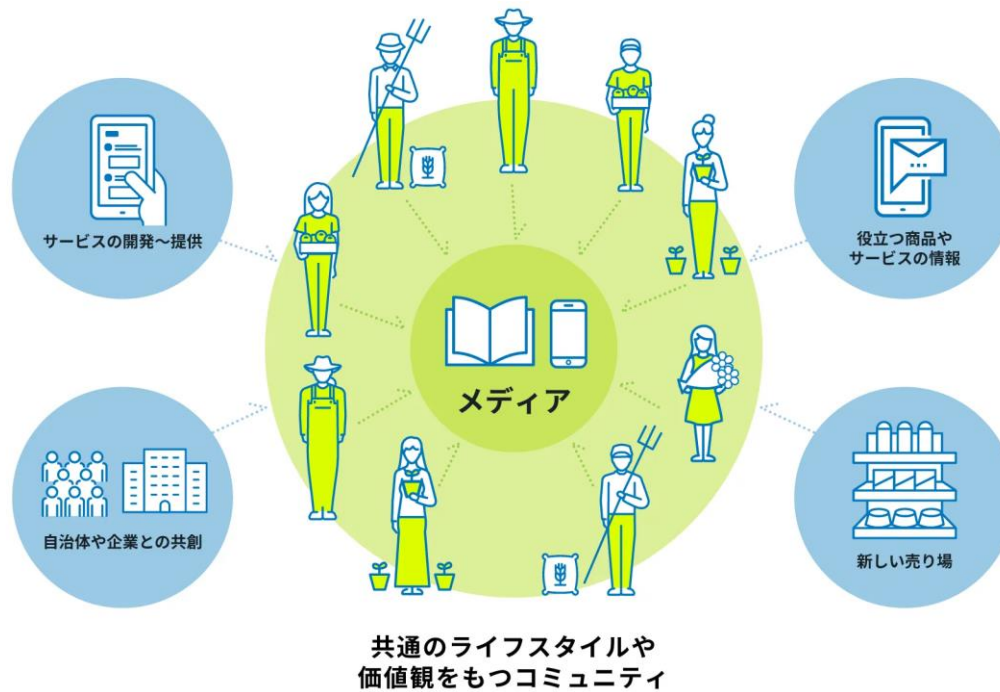 サービスの開発～提供
役立つ商品や
サービスの情報
メディア
自治体や企業との共創
新しい売り場
共通のライフスタイルや
価値観をもつコミュニティ